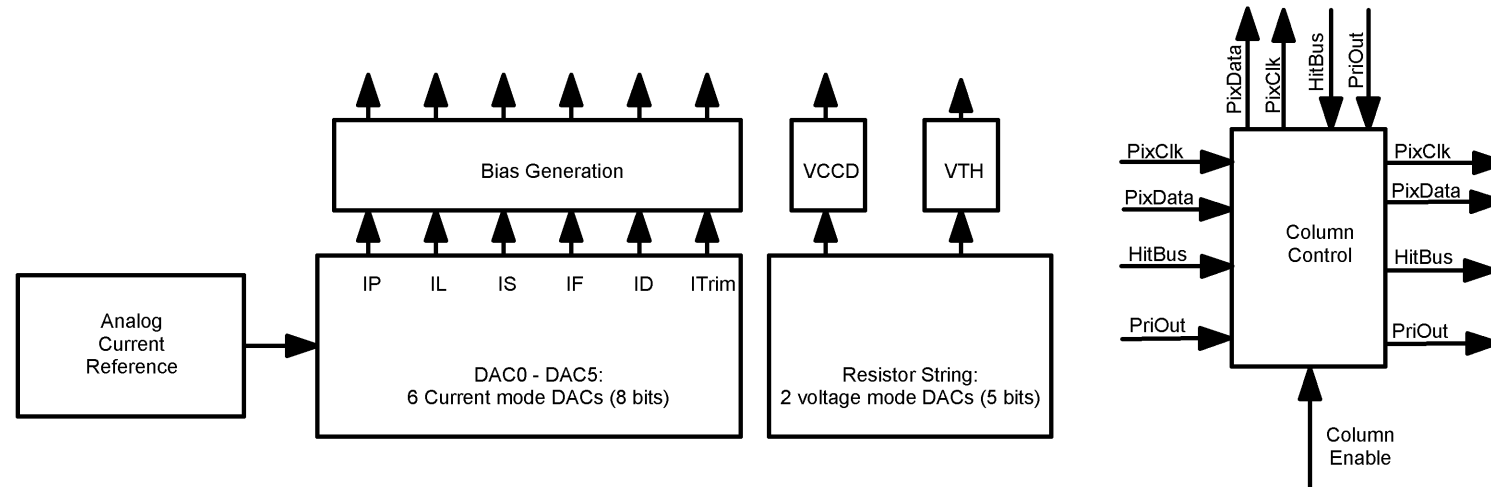 Bias Generation
VCCD
VTH
IP
IL
IS
IF
ID
ITrim
Analog
Current
Reference
DAC0 - DAC5:
6 Current mode DACs (8 bits)
Resistor String:
2 voltage mode DACs (5 bits)
PixData
PixClk
HitBus
PriOut
PixClk
PixData
HitBus
PriOut
Column
Control
PixClk
PixData
HitBus
PriOut
Column
Enable